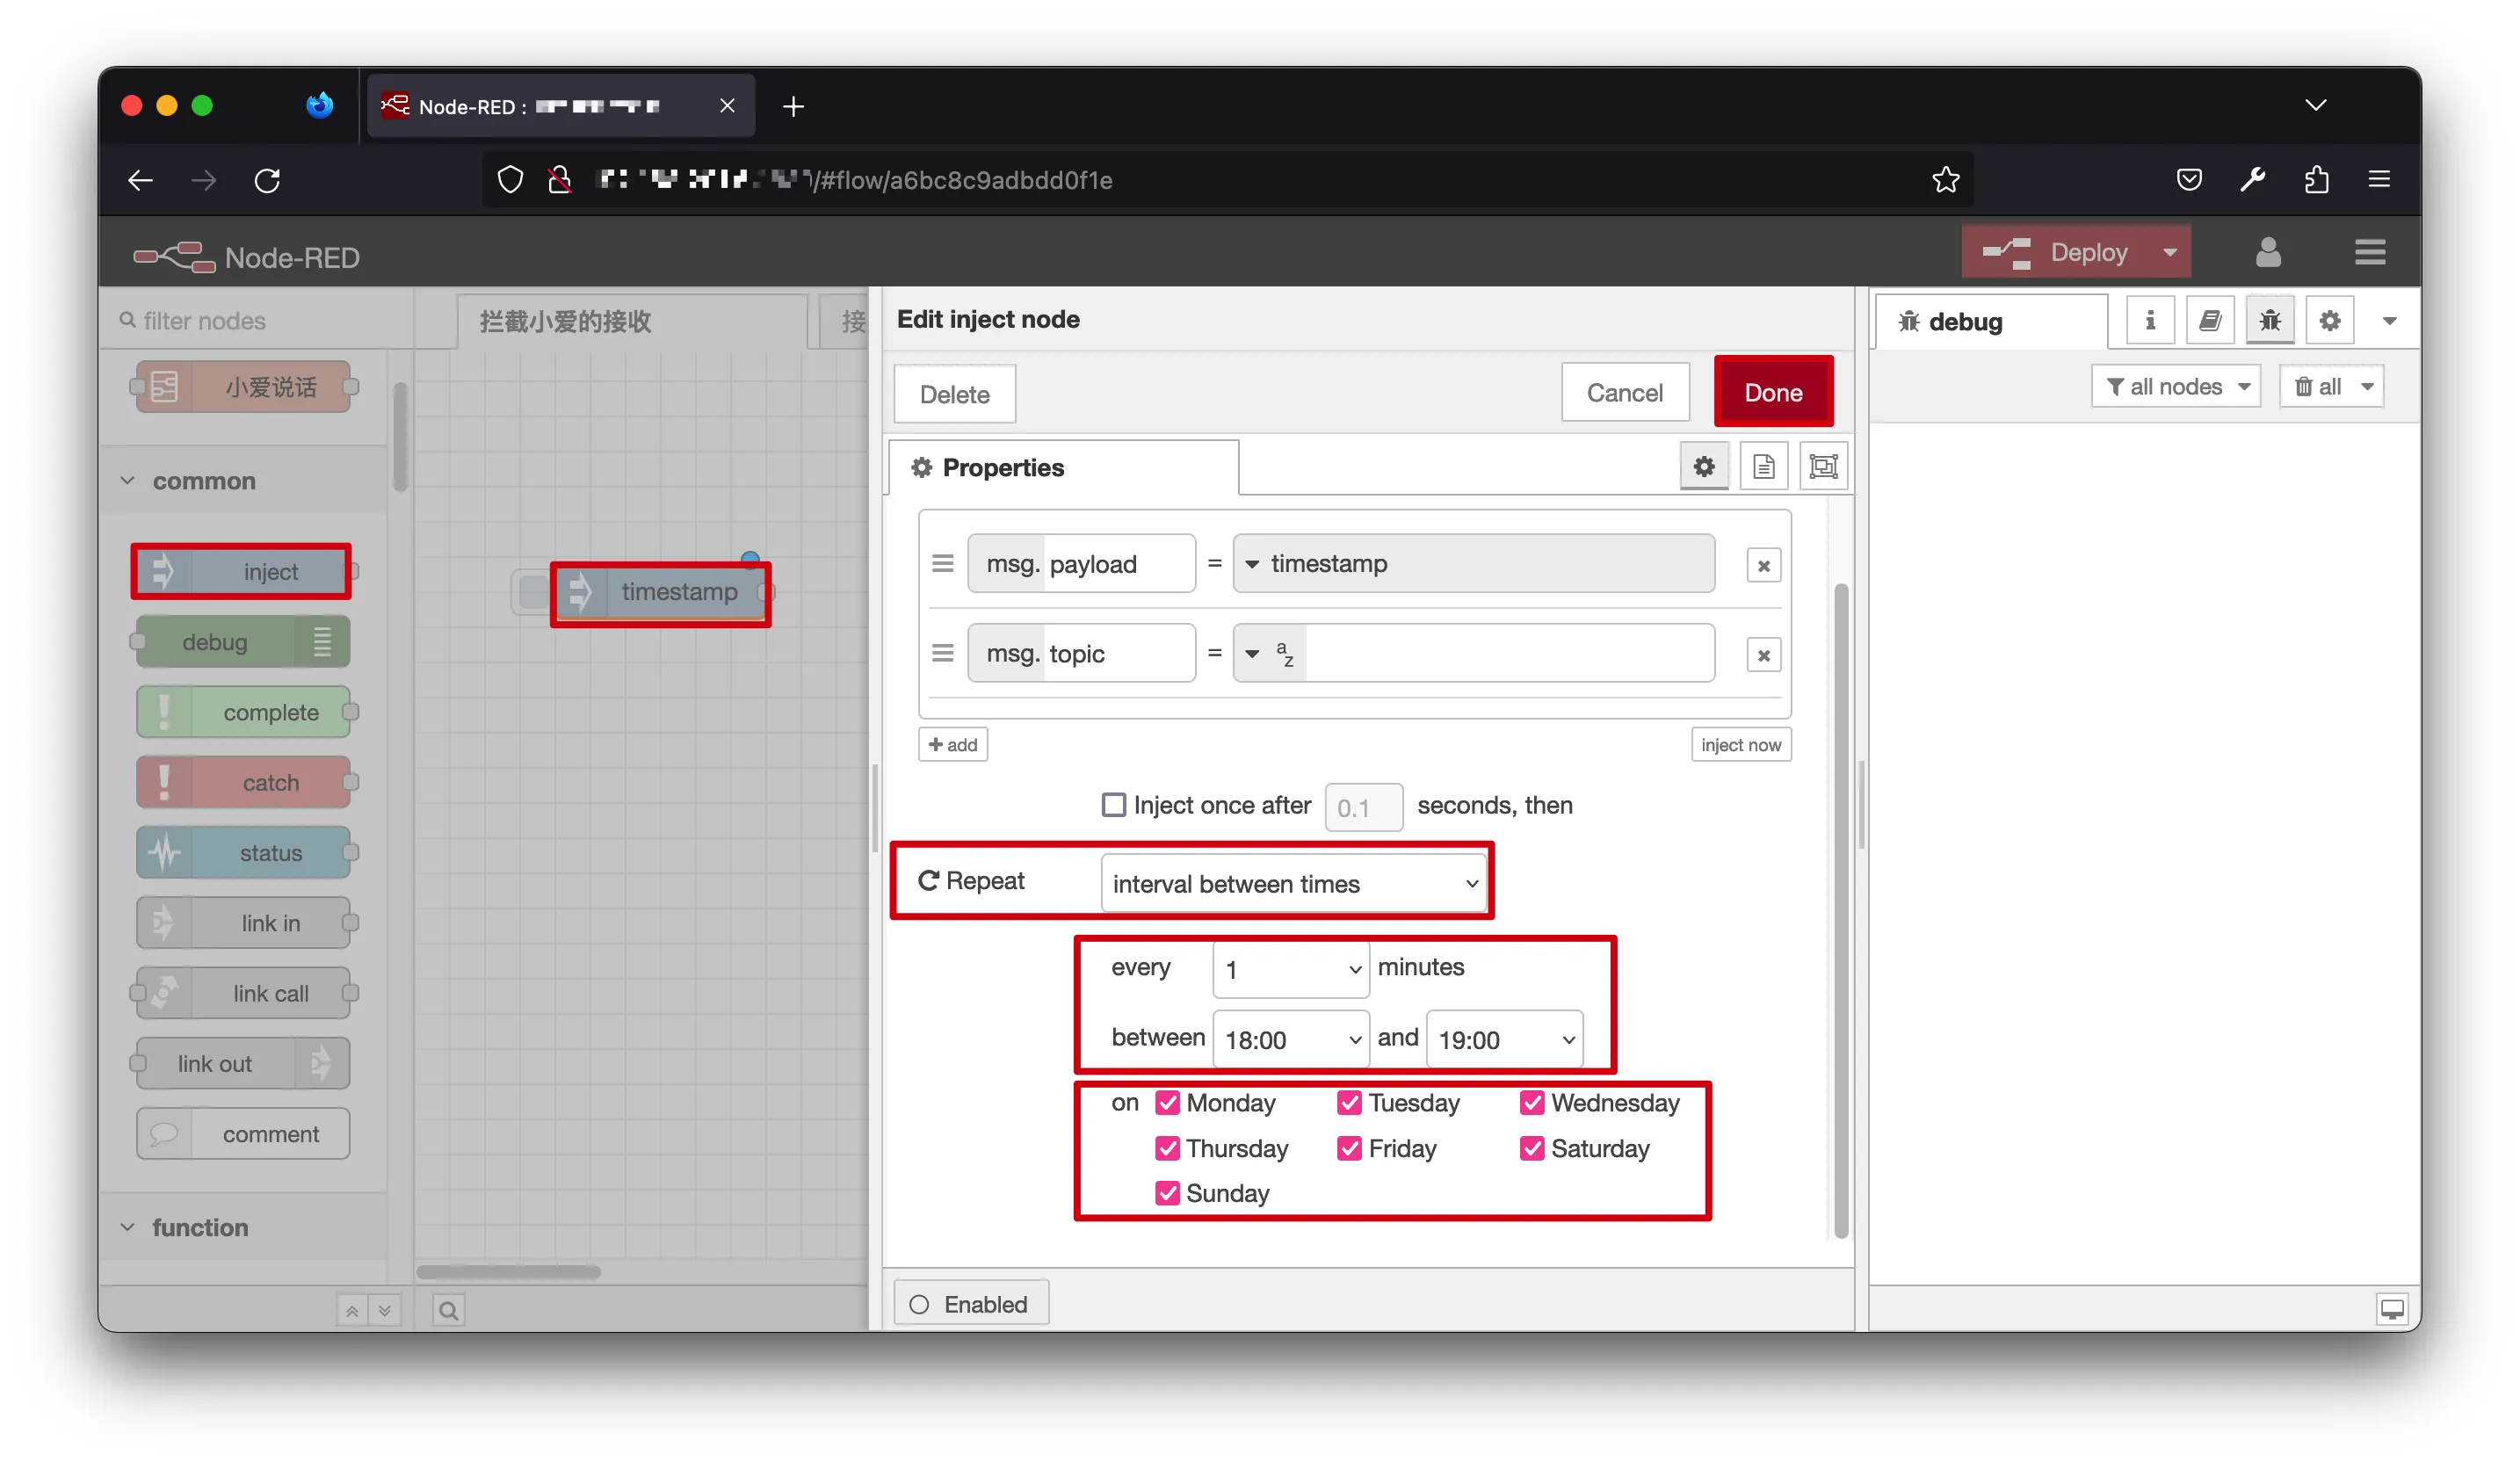 Node-RED :
/#flow/a6bc8c9adbdd0f1e
Node-RED
Deploy
filter nodes
拦截小爱的接收
接
小爱说话
common
inject
debug
complete
catch
status
link in
link call
link out
comment
function
timestamp
Edit inject node
Delete
Cancel
Done
Properties
msg. payload = timestamp
msg. topic = az
+ add
inject now
Inject once after 0.1 seconds, then
Repeat interval between times
every 1 minutes
between 18:00 and 19:00
on Monday Tuesday Wednesday
Thursday Friday Saturday
Sunday
Enabled
debug
i
all nodes
all